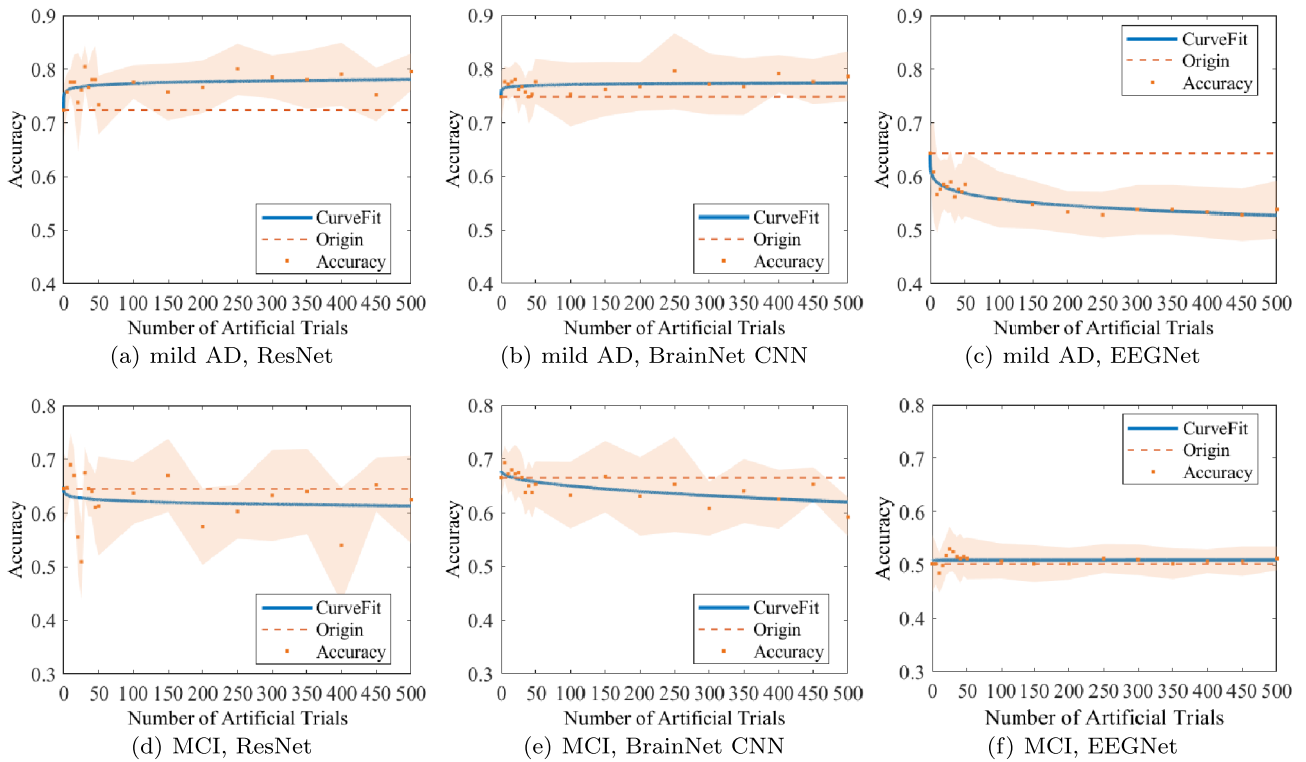 0.9 0.8 0.7 0.6 0.5 0.4
Accuracy
CurveFit
Origin
Accuracy
0 50 100 150 200 250 300 350 400 450 500
Number of Artificial Trials
(a) mild AD, ResNet
0.9 0.8 0.7 0.6 0.5 0.4
Accuracy
CurveFit
Origin
Accuracy
0 50 100 150 200 250 300 350 400 450 500
Number of Artificial Trials
(b) mild AD, BrainNet CNN
0.9 0.8 0.7 0.6 0.5 0.4
Accuracy
CurveFit
Origin
Accuracy
0 50 100 150 200 250 300 350 400 450 500
Number of Artificial Trials
(c) mild AD, EEGNet
0.8 0.7 0.6 0.5 0.4 0.3
Accuracy
CurveFit
Origin
Accuracy
0 50 100 150 200 250 300 350 400 450 500
Number of Artificial Trials
(d) MCI, ResNet
0.8 0.7 0.6 0.5 0.4 0.3
Accuracy
CurveFit
Origin
Accuracy
0 50 100 150 200 250 300 350 400 450 500
Number of Artificial Trials
(e) MCI, BrainNet CNN
0.8 0.7 0.6 0.5 0.4 0.3
Accuracy
CurveFit
Origin
Accuracy
0 50 100 150 200 250 300 350 400 450 500
Number of Artificial Trials
(f) MCI, EEGNet